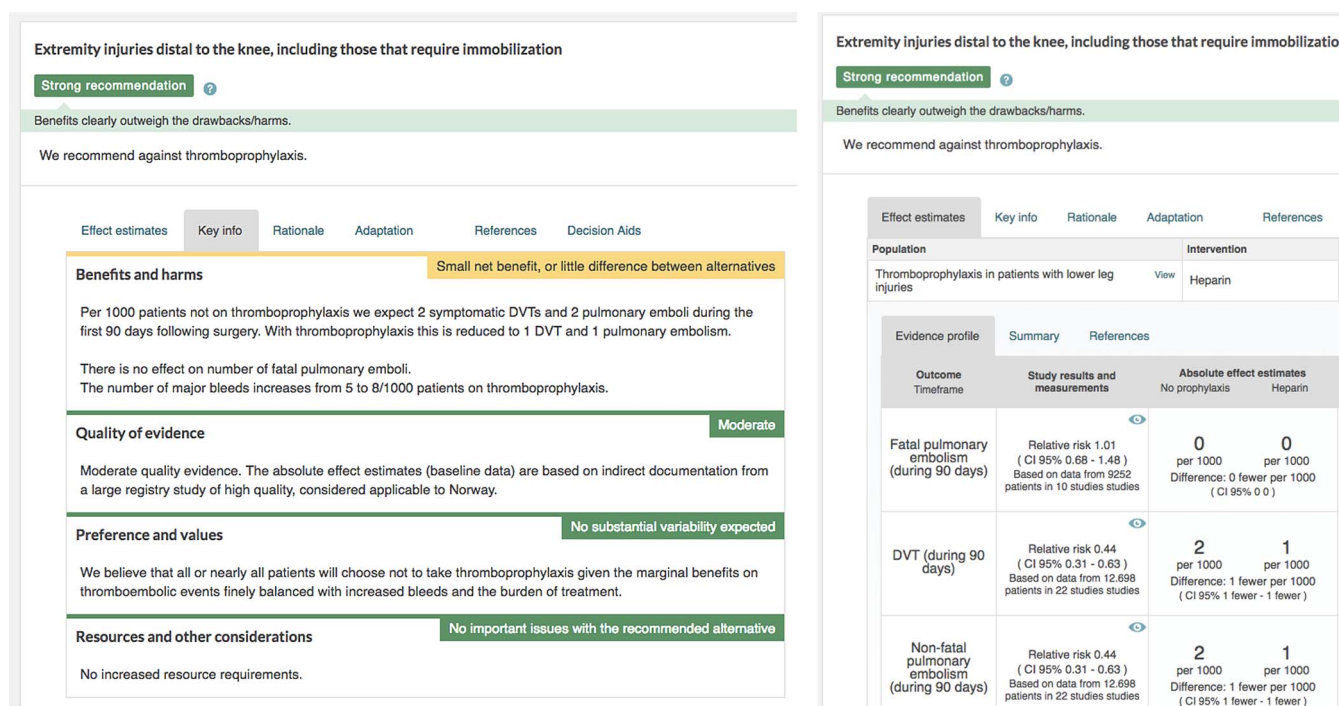 Extremity injuries distal to the knee, including those that require immobilization
Strong recommendation ?
Benefits clearly outweigh the drawbacks/harms.
We recommend against thromboprophylaxis.
Effect estimates Key info Rationale Adaptation References Decision Aids
Benefits and harms
Small net benefit, or little difference between alternatives
Per 1000 patients not on thromboprophylaxis we expect 2 symptomatic DVTs and 2 pulmonary emboli during the
first 90 days following surgery. With thromboprophylaxis this is reduced to 1 DVT and 1 pulmonary embolism.
There is no effect on number of fatal pulmonary emboli.
The number of major bleeds increases from 5 to 8/1000 patients on thromboprophylaxis.
Quality of evidence
Moderate
Moderate quality evidence. The absolute effect estimates (baseline data) are based on indirect documentation from
a large registry study of high quality, considered applicable to Norway.
Preference and values
No substantial variability expected
We believe that all or nearly all patients will choose not to take thromboprophylaxis given the marginal benefits on
thromboembolic events finely balanced with increased bleeds and the burden of treatment.
Resources and other considerations
No important issues with the recommended alternative
No increased resource requirements.
Extremity injuries distal to the knee, including those that require immobilizatio
Strong recommendation ?
Benefits clearly outweigh the drawbacks/harms.
We recommend against thromboprophylaxis.
Effect estimates Key info Rationale Adaptation References
Population Intervention
Thromboprophylaxis in patients with lower leg
injuries
View
Heparin
Evidence profile Summary References
Outcome
Timeframe
Study results and
measurements
Absolute effect estimates
No prophylaxis Heparin
Fatal pulmonary
embolism
(during 90 days)
Relative risk 1.01
( CI 95% 0.68 - 1.48 )
Based on data from 9252
patients in 10 studies studies
0 0
per 1000 per 1000
Difference: 0 fewer per 1000
( CI 95% 0 0 )
DVT (during 90
days)
Relative risk 0.44
( CI 95% 0.31 - 0.63 )
Based on data from 12.698
patients in 22 studies studies
2 1
per 1000 per 1000
Difference: 1 fewer per 1000
( CI 95% 1 fewer - 1 fewer )
Non-fatal
pulmonary
embolism
(during 90 days)
Relative risk 0.44
( CI 95% 0.31 - 0.63 )
Based on data from 12.698
patients in 22 studies studies
2 1
per 1000 per 1000
Difference: 1 fewer per 1000
( CI 95% 1 fewer - 1 fewer )